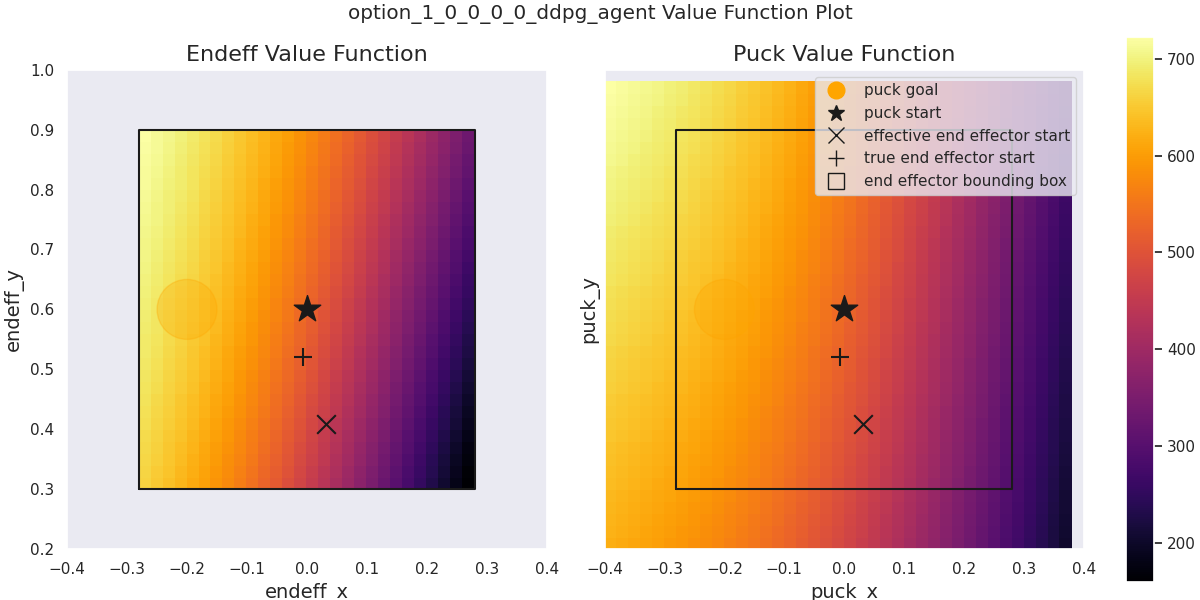 option_1_0_0_0_0_ddpg_agent Value Function Plot
Endeff Value Function
1.0
0.9
0.8
0.7
0.6
0.5
0.4
0.3
0.2
endeff_y
−0.4 −0.3 −0.2 −0.1 0.0 0.1 0.2 0.3 0.4
endeff_x
Puck Value Function
puck goal
puck start
effective end effector start
true end effector start
end effector bounding box
puck_y
−0.4 −0.3 −0.2 −0.1 0.0 0.1 0.2 0.3 0.4
puck_x
700
600
500
400
300
200